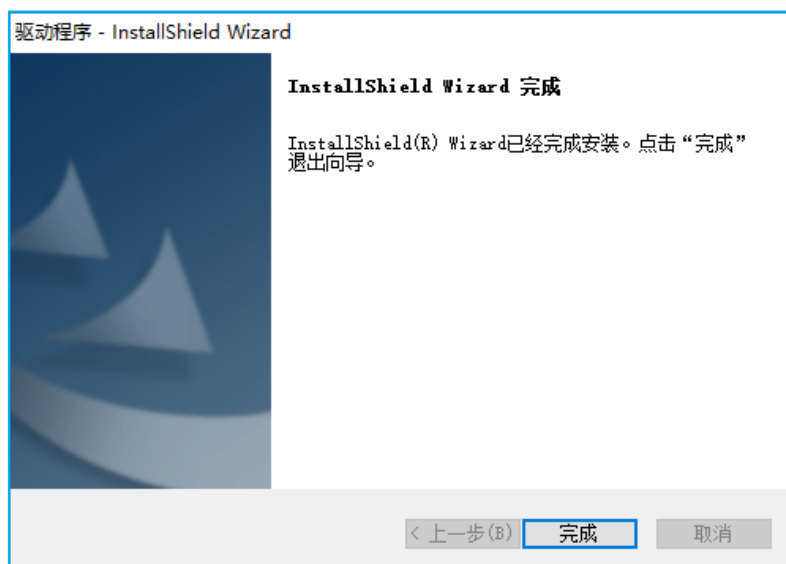 驱动程序 - InstallShield Wizard
InstallShield Wizard 完成
InstallShield(R) Wizard已经完成安装。点击“完成”
退出向导。
< 上一步(B)
完成
取消